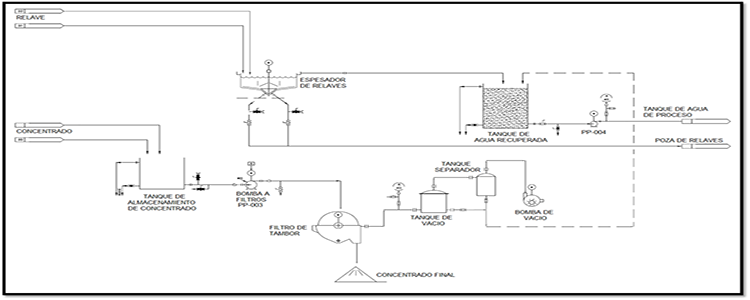 RELAVE
ESPESADOR
DE RELAVES
TANQUE DE
AGUA RECUPERADA
PP-004
TANQUE DE AGUA
DE PROCESO
POZA DE RELAVES
CONCENTRADO
TANQUE DE
ALMACENAMIENTO
DE CONCENTRADO
BOMBA A
FILTROS
PP-003
TANQUE
SEPARADOR
FILTRO DE
TAMBOR
TANQUE DE
VACIO
BOMBA DE
VACIO
CONCENTRADO FINAL